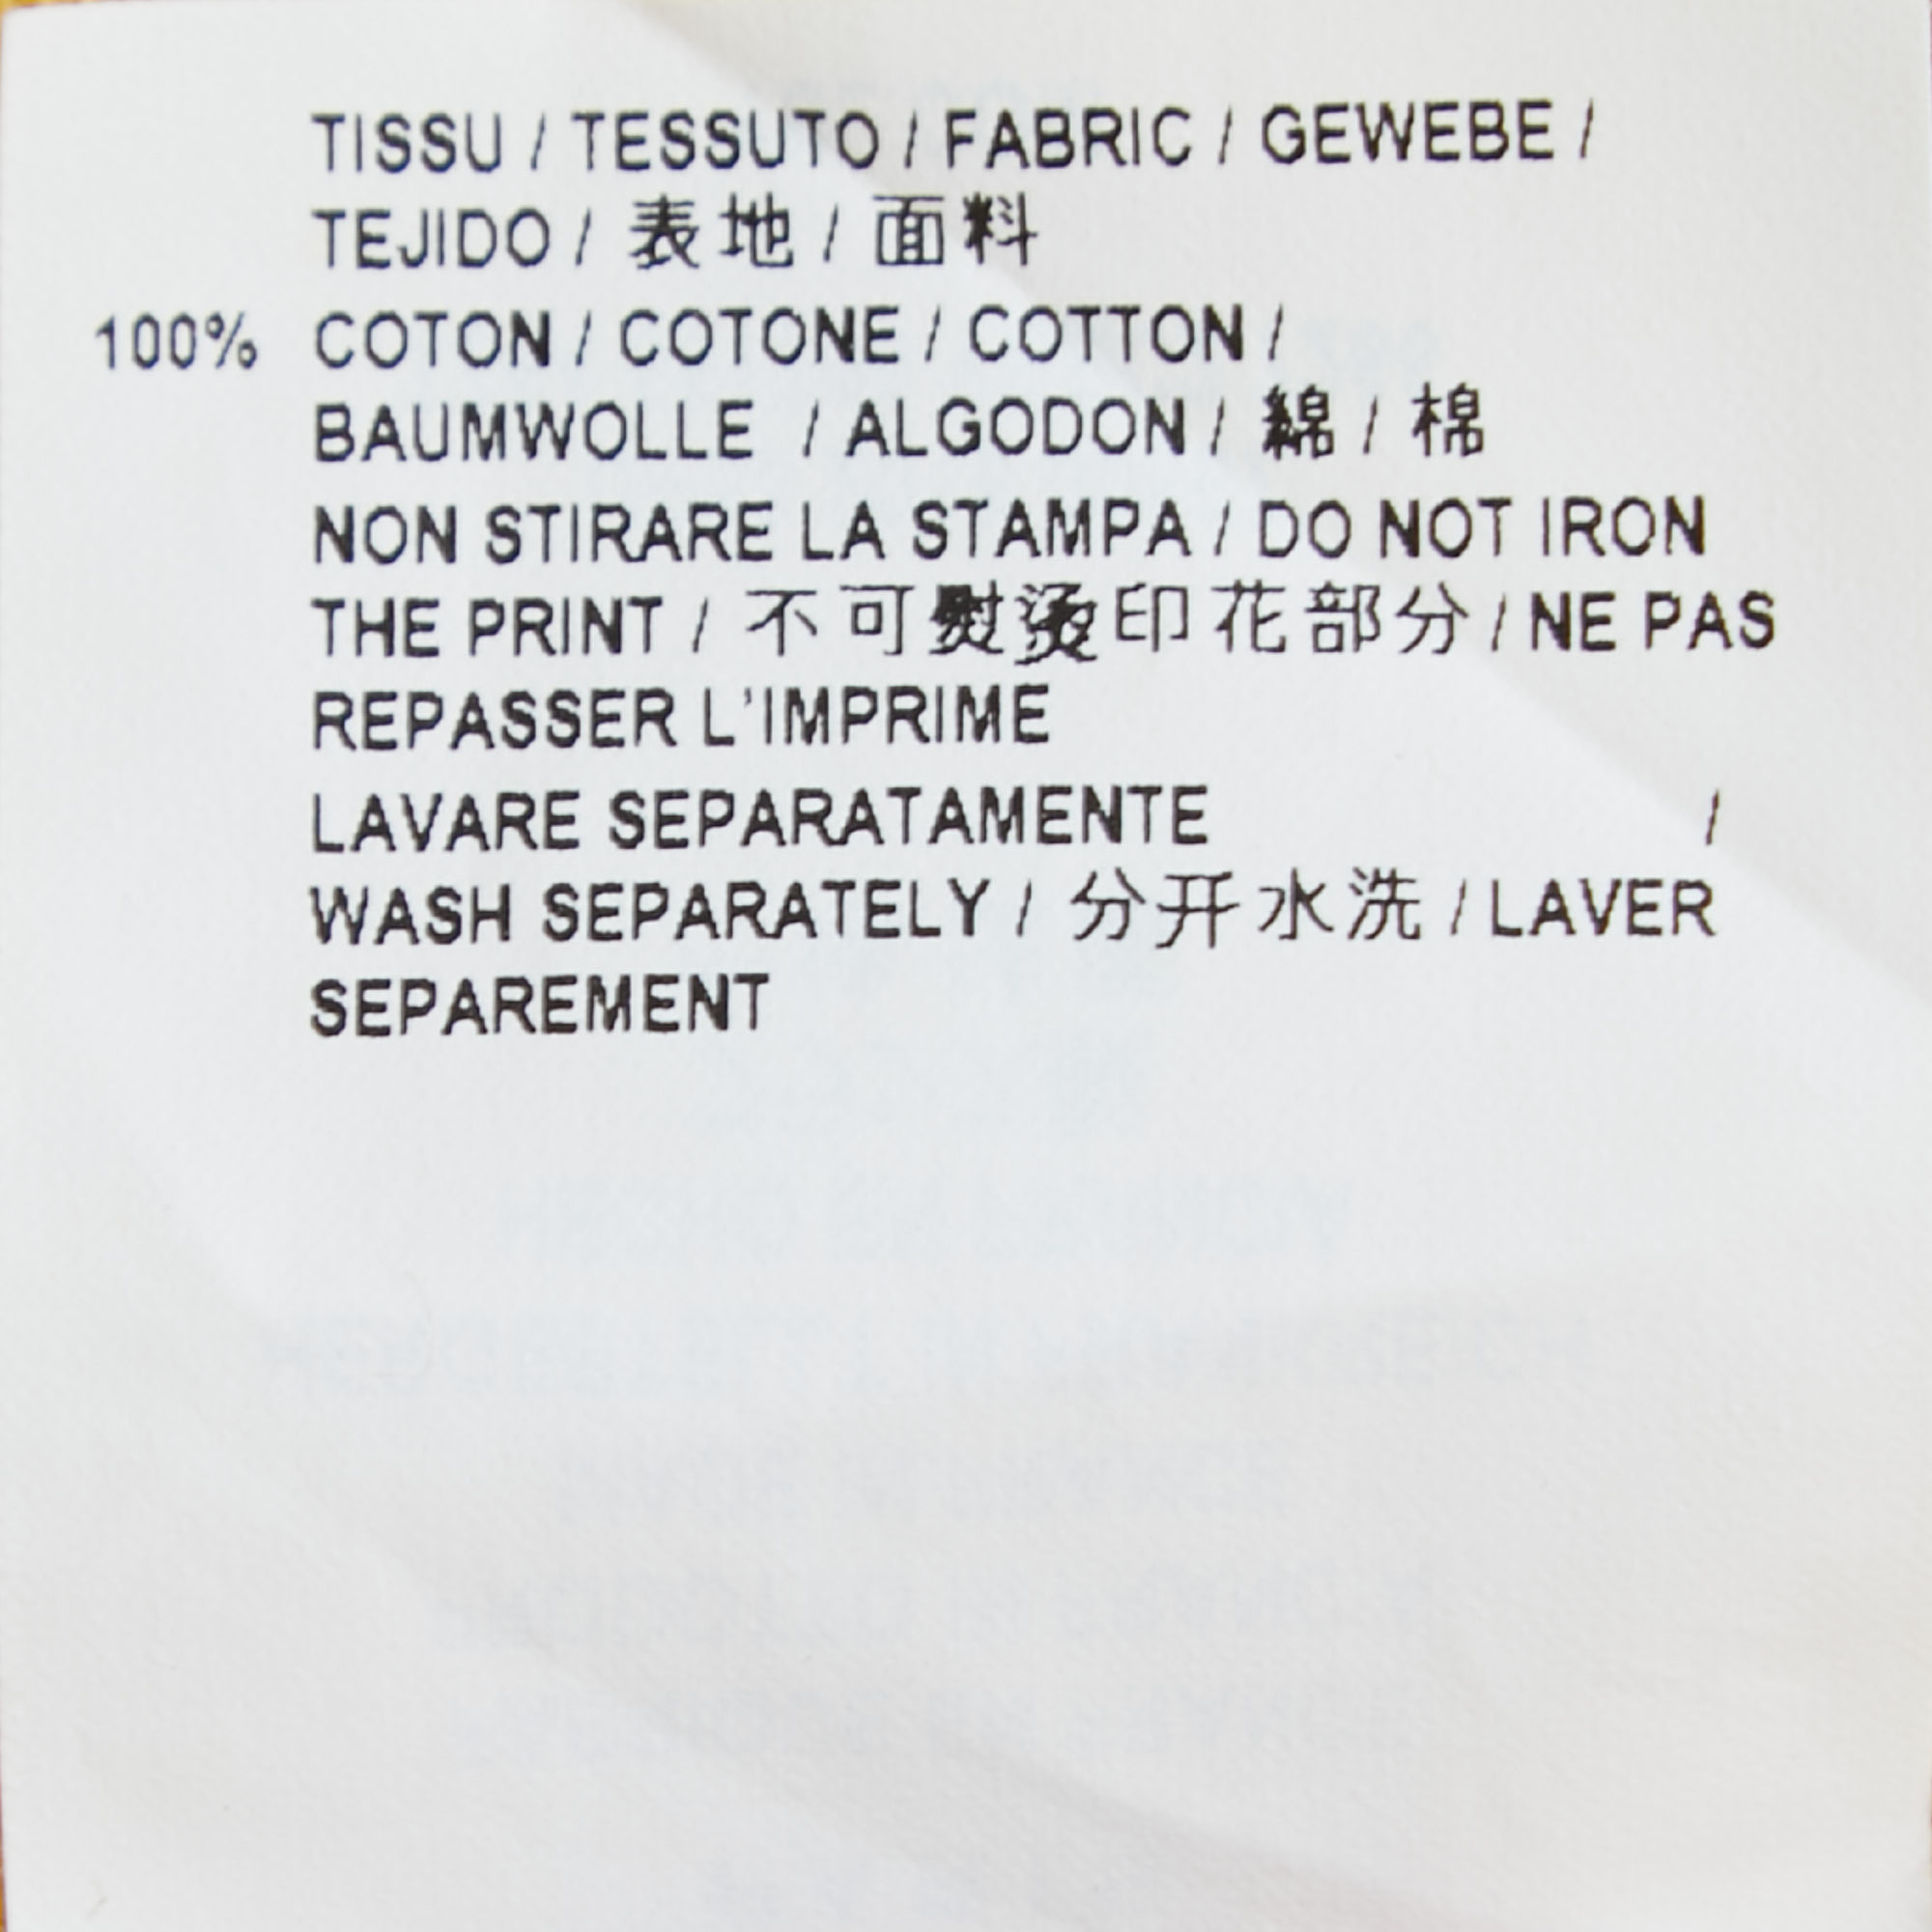 TISSU / TESSUTO / FABRIC / GEWEBE /
TEJIDO / 表地 / 面料
100% COTON / COTONE / COTTON /
BAUMWOLLE / ALGODON / 綿 / 棉
NON STIRARE LA STAMPA / DO NOT IRON
THE PRINT / 不可熨烫印花部分 / NE PAS
REPASSER L'IMPRIME
LAVARE SEPARATAMENTE /
WASH SEPARATELY / 分开水洗 / LAVER
SEPAREMENT